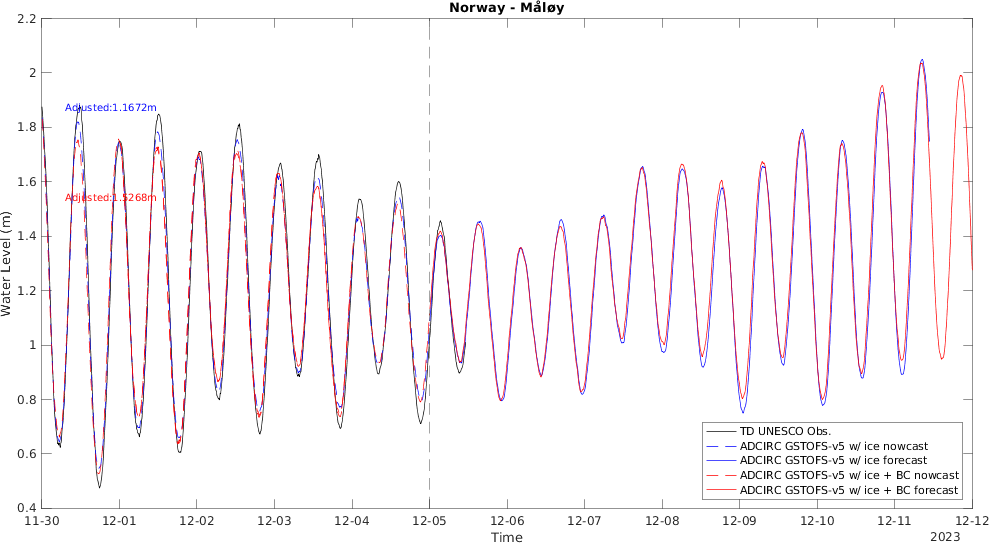 Norway - Måløy
2.2
2
1.8
1.6
1.4
1.2
1
0.8
0.6
0.4
Water Level (m)
Adjusted:1.1672m
Adjusted:1.5268m
TD UNESCO Obs.
ADCIRC GSTOFS-v5 w/ ice nowcast
ADCIRC GSTOFS-v5 w/ ice forecast
ADCIRC GSTOFS-v5 w/ ice + BC nowcast
ADCIRC GSTOFS-v5 w/ ice + BC forecast
11-30 12-01 12-02 12-03 12-04 12-05 12-06 12-07 12-08 12-09 12-10 12-11 12-12
Time
2023